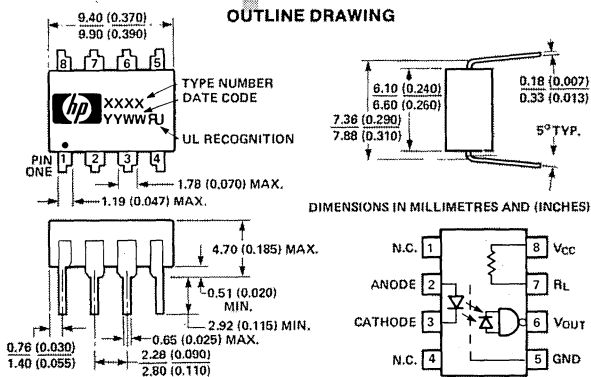 OUTLINE DRAWING
9.40 (0.370)
9.90 (0.390)
8 7 6 5
hp
XXXX
YYWW RU
TYPE NUMBER
DATE CODE
UL RECOGNITION
PIN
ONE
1 2 3 4
1.78 (0.070) MAX.
1.19 (0.047) MAX.
6.10 (0.240)
6.60 (0.260)
7.36 (0.290)
7.88 (0.310)
0.18 (0.007)
0.33 (0.013)
5° TYP.
DIMENSIONS IN MILLIMETRES AND (INCHES)
4.70 (0.185) MAX.
0.51 (0.020)
MIN.
2.92 (0.115) MIN.
0.76 (0.030)
1.40 (0.055)
0.65 (0.025) MAX.
2.28 (0.090)
2.80 (0.110)
N.C. 1
8 VCC
ANODE 2
7 RL
CATHODE 3
6 VOUT
N.C. 4
5 GND